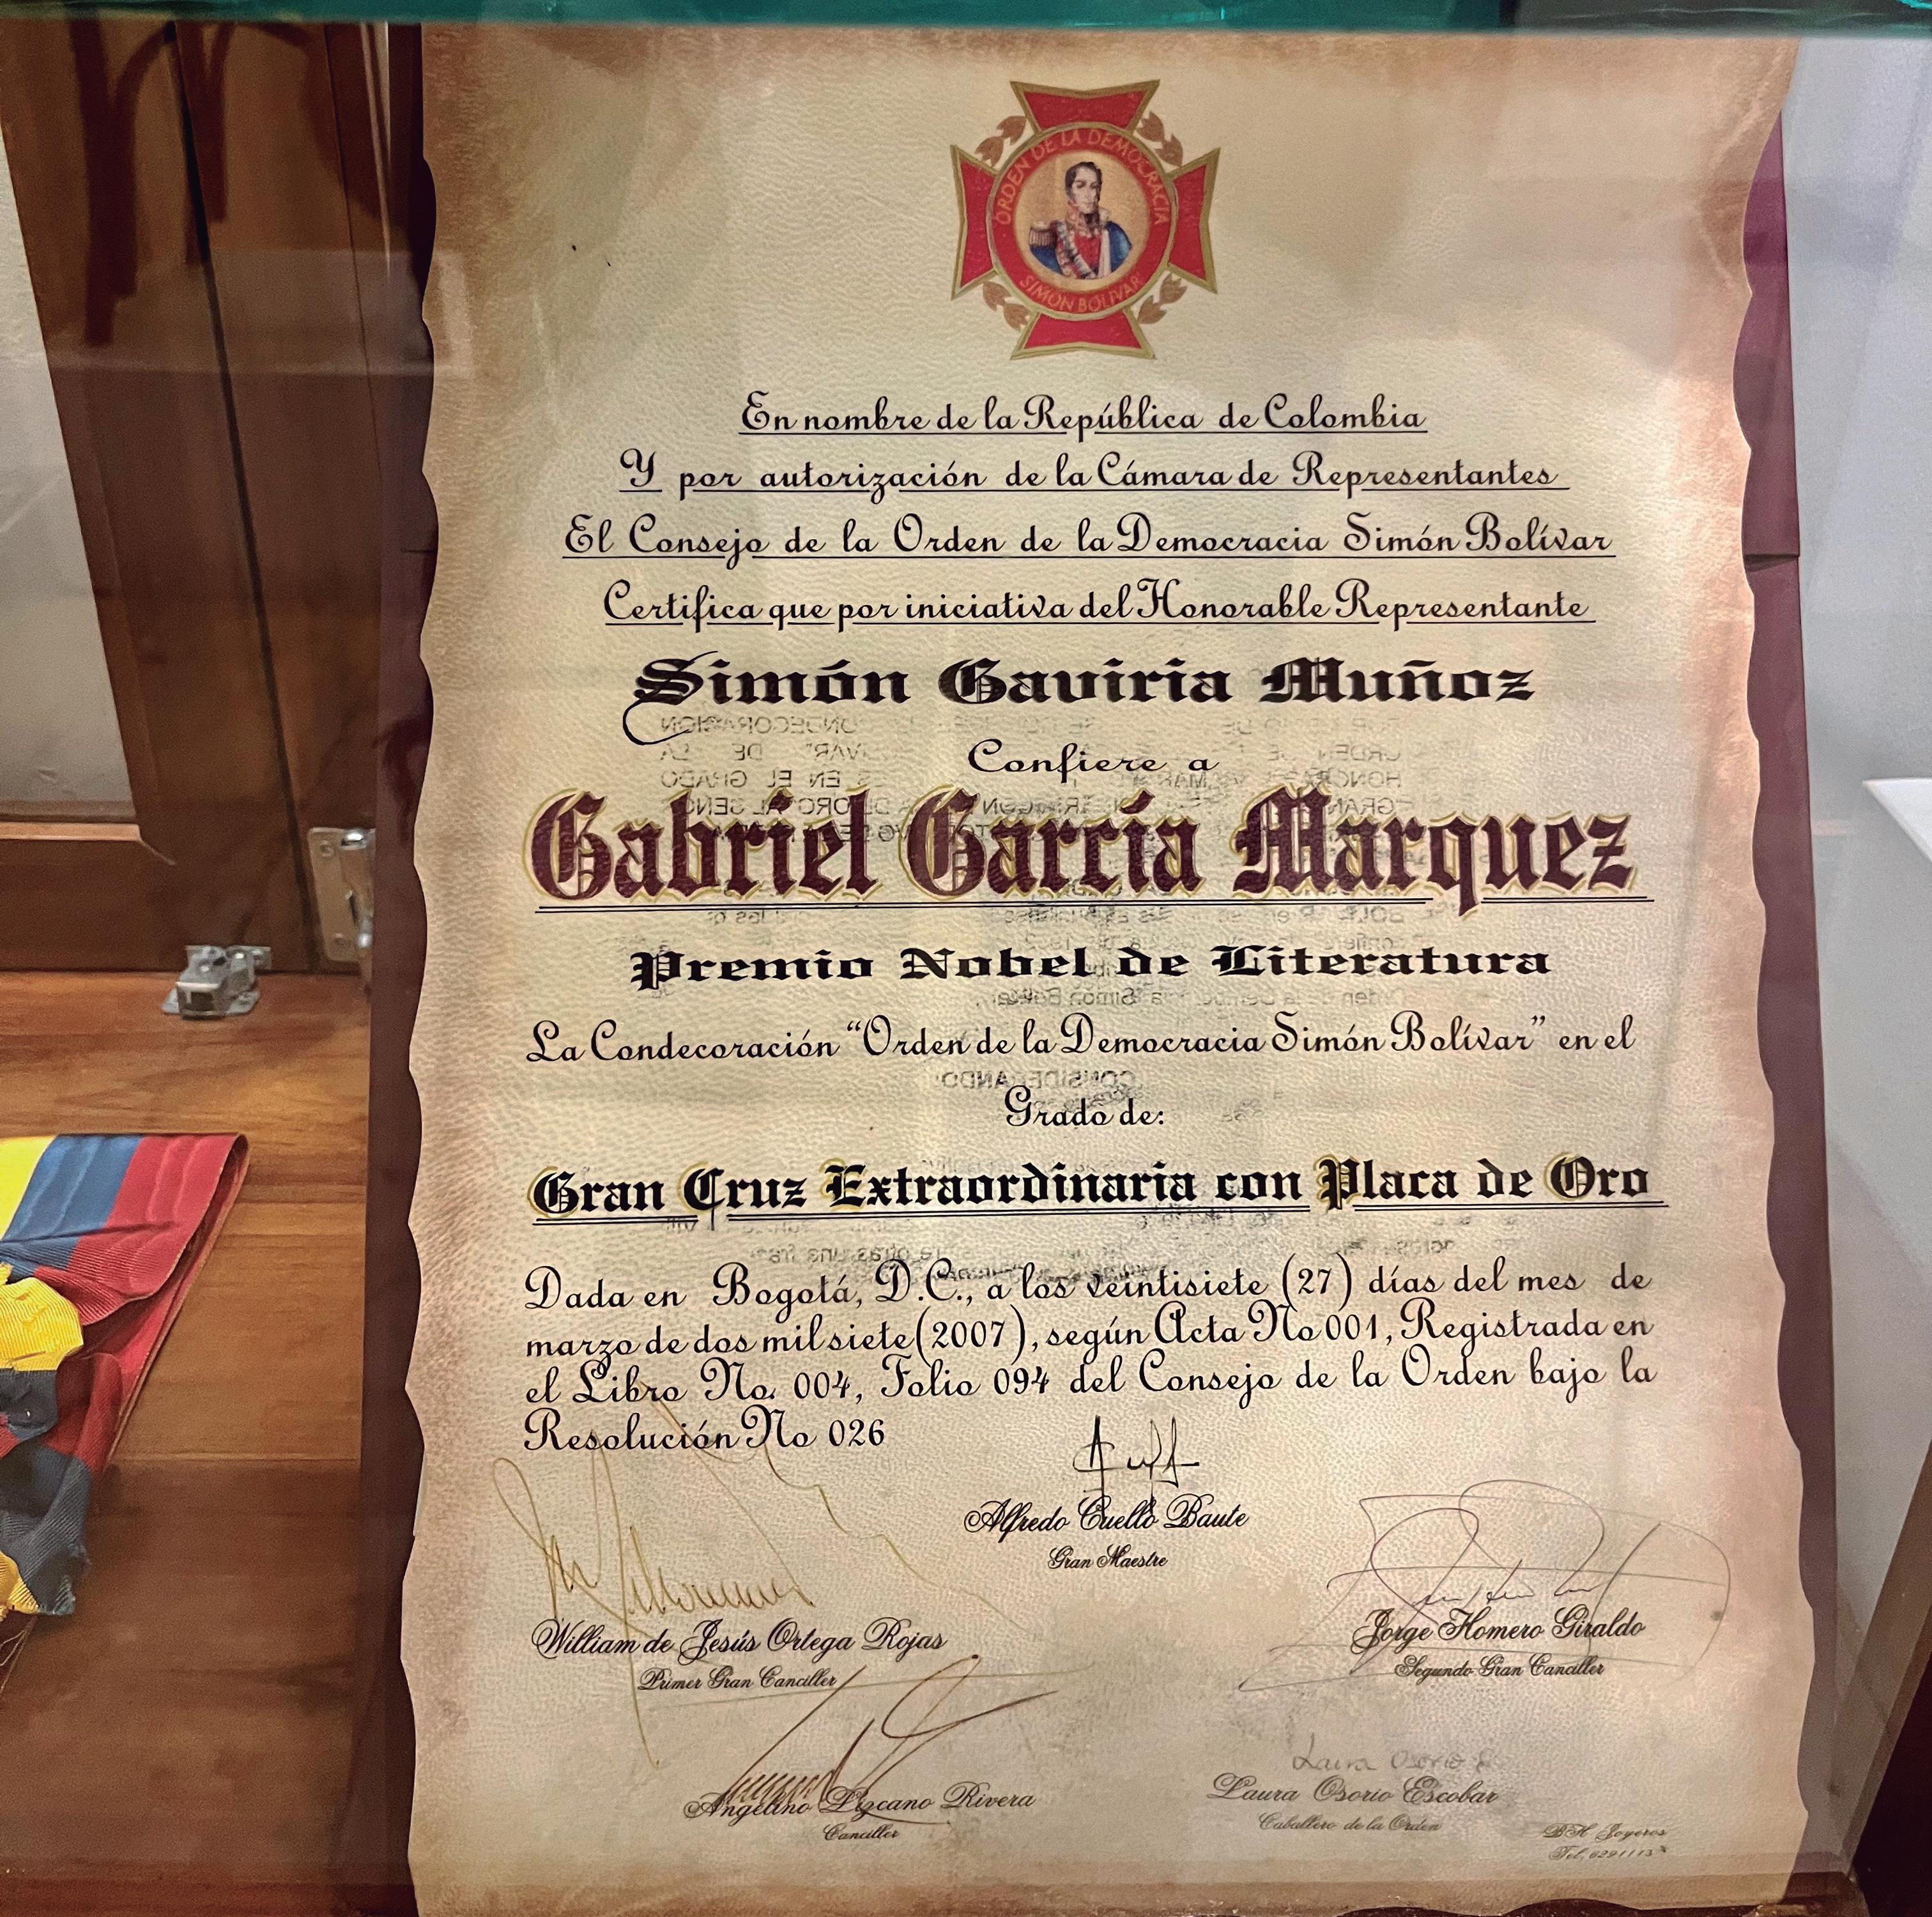 ORDEN DE LA DEMOCRACIA
SIMÓN BOLIVAR
En nombre de la República de Colombia
Y por autorización de la Cámara de Representantes
El Consejo de la Orden de la Democracia Simón Bolívar
Certifica que por iniciativa del Honorable Representante
Simón Gaviria Muñoz
Confiere a
Gabriel García Marquez
Premio Nobel de Literatura
La Condecoración “Orden de la Democracia Simón Bolívar” en el
Grado de:
Gran Cruz Extraordinaria con Placa de Oro
Dada en Bogotá, D.C., a los veintisiete (27) días del mes de
marzo de dos mil siete (2007), según Acta No 001, Registrada en
el Libro No. 004, Folio 094 del Consejo de la Orden bajo la
Resolución No 026
Alfredo Cuello Baute
Gran Maestre
William de Jesús Ortega Rojas
Primer Gran Canciller
Jorge Homero Giraldo
Segundo Gran Canciller
Angelino Lizcano Rivera
Canciller
Laura Osorio E
Laura Osorio Escobar
Caballero de la Orden
BH Joyeros
Tel.